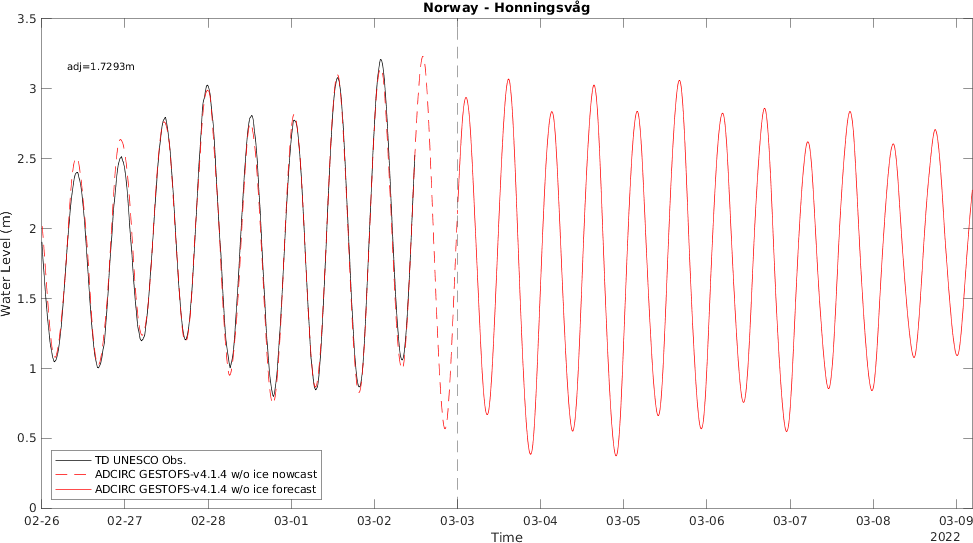 Norway - Honningsvåg
3.5
adj=1.7293m
3
2.5
2
Water Level (m)
1.5
1
0.5
TD UNESCO Obs.
ADCIRC GESTOFS-v4.1.4 w/o ice nowcast
ADCIRC GESTOFS-v4.1.4 w/o ice forecast
0
02-26 02-27 02-28 03-01 03-02 03-03 03-04 03-05 03-06 03-07 03-08 03-09
Time 2022